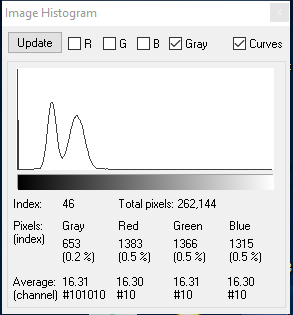 Image Histogram
Update R G B Gray Curves
Index: 46 Total pixels: 262,144
Pixels: Gray Red Green Blue
(index) 653 1383 1366 1315
(0.2 %) (0.5 %) (0.5 %) (0.5 %)
Average: 16.31 16.30 16.31 16.30
(channel) #101010 #10 #10 #10